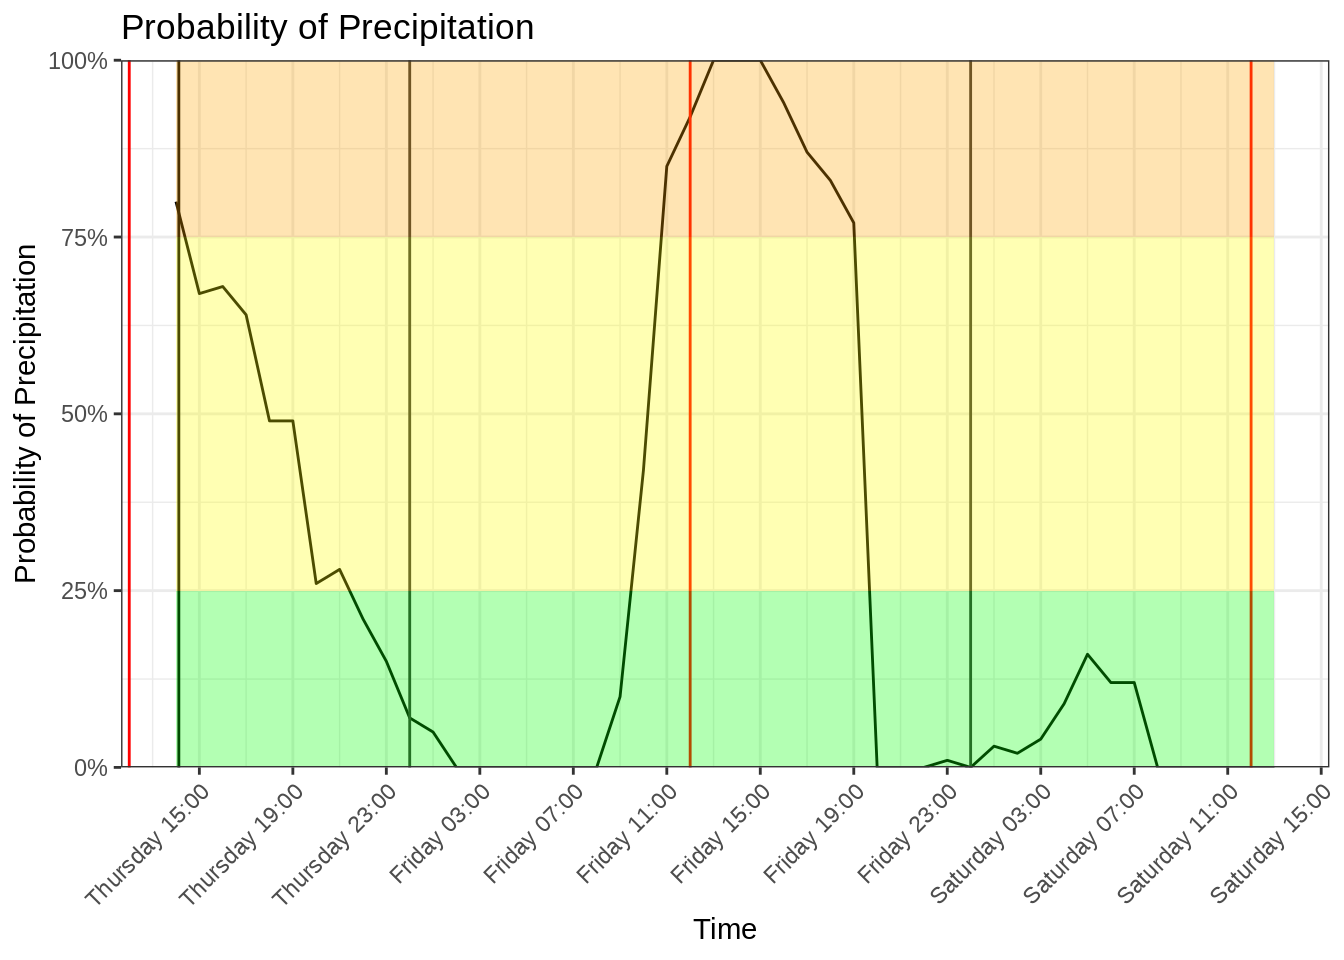 Probability of Precipitation
100%
75%
50%
25%
0%
Probability of Precipitation
Thursday 15:00
Thursday 19:00
Thursday 23:00
Friday 03:00
Friday 07:00
Friday 11:00
Friday 15:00
Friday 19:00
Friday 23:00
Saturday 03:00
Saturday 07:00
Saturday 11:00
Saturday 15:00
Time